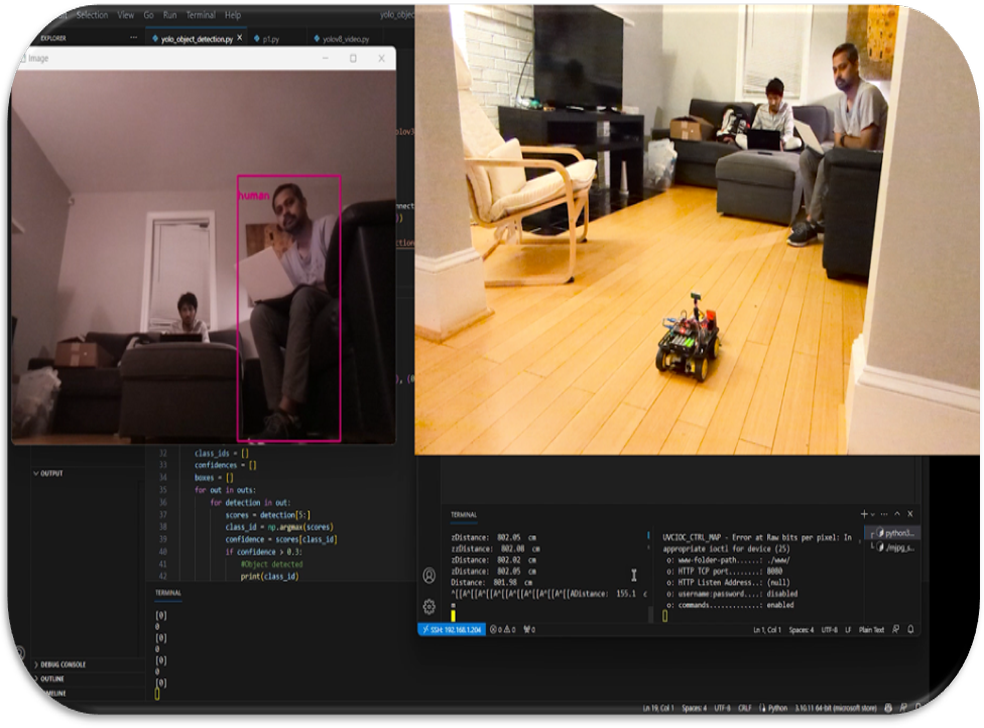 Selection View Go Run Terminal Help
EXPLORER ... yolo_object_detection.py × p1.py yolov8_video.py
Image
human
32 class_ids = []
33 confidences = []
34 boxes = []
35 for out in outs:
36 for detection in out:
37 scores = detection[5:]
38 class_id = np.argmax(scores)
39 confidence = scores[class_id]
40 if confidence > 0.3:
41 #Object detected
42 print(class_id)
OUTPUT
TERMINAL
[0]
0
[0]
0
[0]
0
[0]
DEBUG CONSOLE
OUTLINE
TIMELINE
Ln 19, Col 1 Spaces: 4 UTF-8 CRLF Python 3.10.11 64-bit (microsoft store)
TERMINAL
zDistance: 802.05 cm
zzDistance: 802.08 cm
zDistance: 802.02 cm
zDistance: 802.05 cm
Distance: 801.98 cm
^[[A^[[A^[[A^[[A^[[A^[[A^[[A^[[ADistance: 155.1 c
m
UVCIOC_CTRL_MAP - Error at Raw bits per pixel: In
appropriate ioctl for device (25)
o: www-folder-path......: ./www/
o: HTTP TCP port........: 8080
o: HTTP Listen Address..: (null)
o: username:password....: disabled
o: commands.............: enabled
python3...
./mjpg_s...
SSH: 192.168.1.204 0 0 0 Ln 1, Col 1 Spaces: 4 UTF-8 LF Plain Text